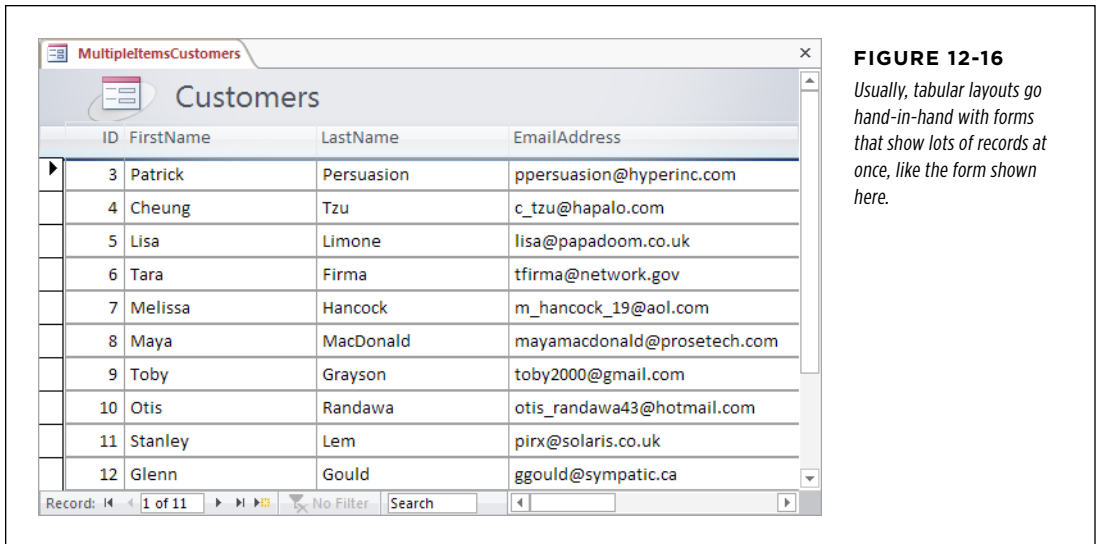 MultipleItemsCustomers
Customers
ID FirstName LastName EmailAddress
3 Patrick Persuasion ppersuasion@hyperinc.com
4 Cheung Tzu c_tzu@hapalo.com
5 Lisa Limone lisa@papadoom.co.uk
6 Tara Firma tfirma@network.gov
7 Melissa Hancock m_hancock_19@aol.com
8 Maya MacDonald mayamacdonald@prosetech.com
9 Toby Grayson toby2000@gmail.com
10 Otis Randawa otis_randawa43@hotmail.com
11 Stanley Lem pirx@solaris.co.uk
12 Glenn Gould ggould@sympatic.ca
Record: 1 of 11 No Filter Search
FIGURE 12-16
Usually, tabular layouts go
hand-in-hand with forms
that show lots of records at
once, like the form shown
here.